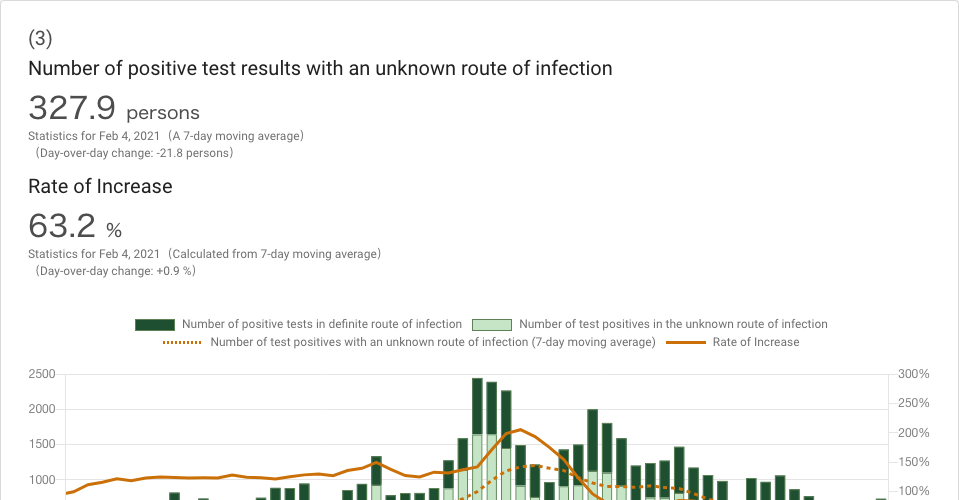 (3)
Number of positive test results with an unknown route of infection
327.9 persons
Statistics for Feb 4, 2021（A 7-day moving average）
（Day-over-day change: -21.8 persons）
Rate of Increase
63.2 %
Statistics for Feb 4, 2021（Calculated from 7-day moving average）
（Day-over-day change: +0.9 %）
Number of positive tests in definite route of infection Number of test positives in the unknown route of infection
Number of test positives with an unknown route of infection (7-day moving average) Rate of Increase
2500 300%
250%
2000
200%
1500
150%
1000
100%